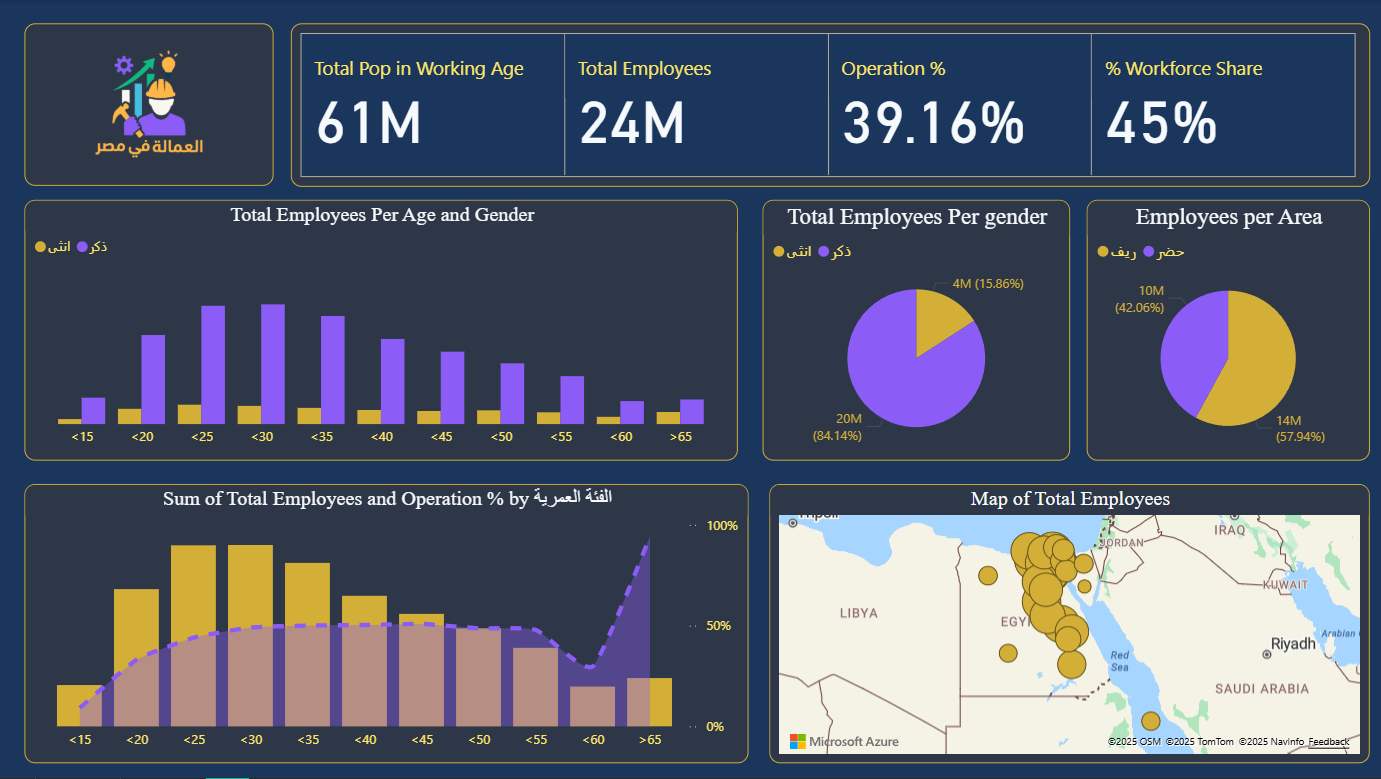 العمالة في مصر
Total Pop in Working Age
61M
Total Employees
24M
Operation %
39.16%
% Workforce Share
45%
Total Employees Per Age and Gender
انثى ذكر
<15 <20 <25 <30 <35 <40 <45 <50 <55 <60 >65
Total Employees Per gender
انثى ذكر
4M (15.86%)
20M
(84.14%)
Employees per Area
ريف حضر
10M
(42.06%)
14M
(57.94%)
Sum of Total Employees and Operation % by الفئة العمرية
100%
50%
0%
<15 <20 <25 <30 <35 <40 <45 <50 <55 <60 >65
Map of Total Employees
Tripoli
IRAQ
JORDAN
KUWAIT
LIBYA
EGY
Riyadh
Arabian
Red
Sea
SAUDI ARABIA
Microsoft Azure
©2025 OSM ©2025 TomTom ©2025 NavInfo Feedback